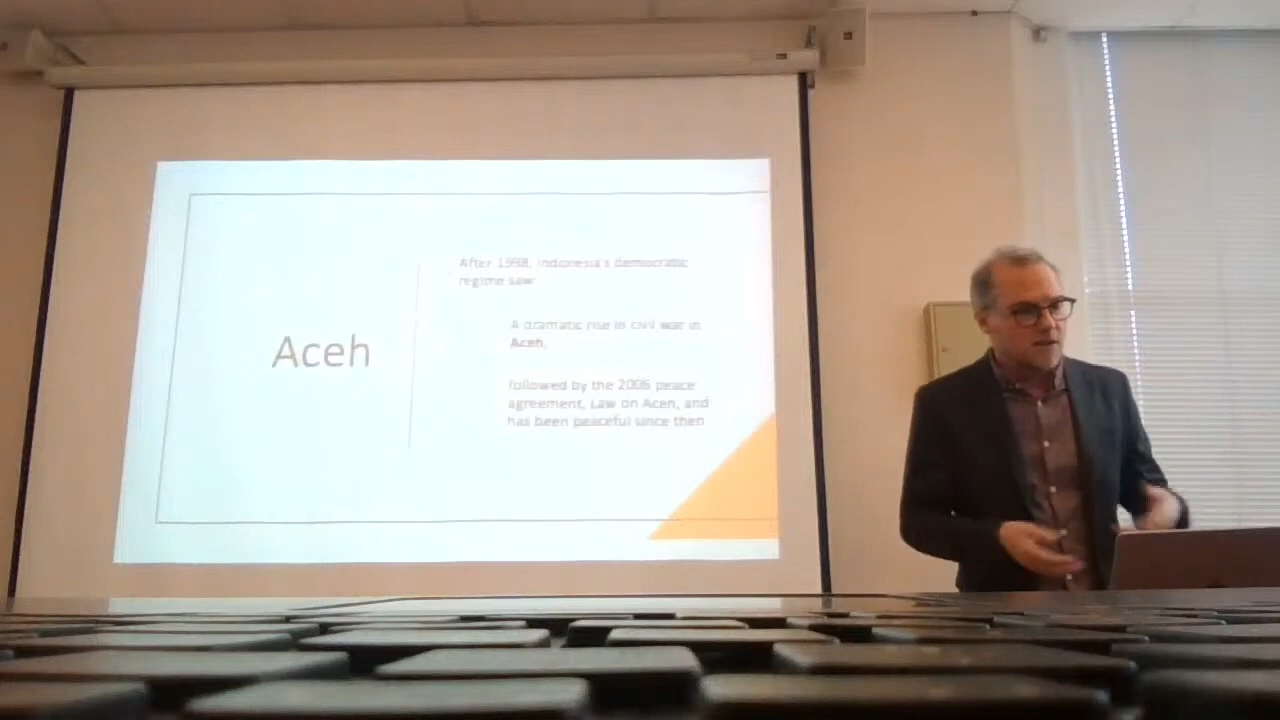 Aceh
After 1998, Indonesia's democratic
regime saw:
A dramatic rise in civil war in
Aceh,
followed by the 2006 peace
agreement, Law on Aceh, and
has been peaceful since then